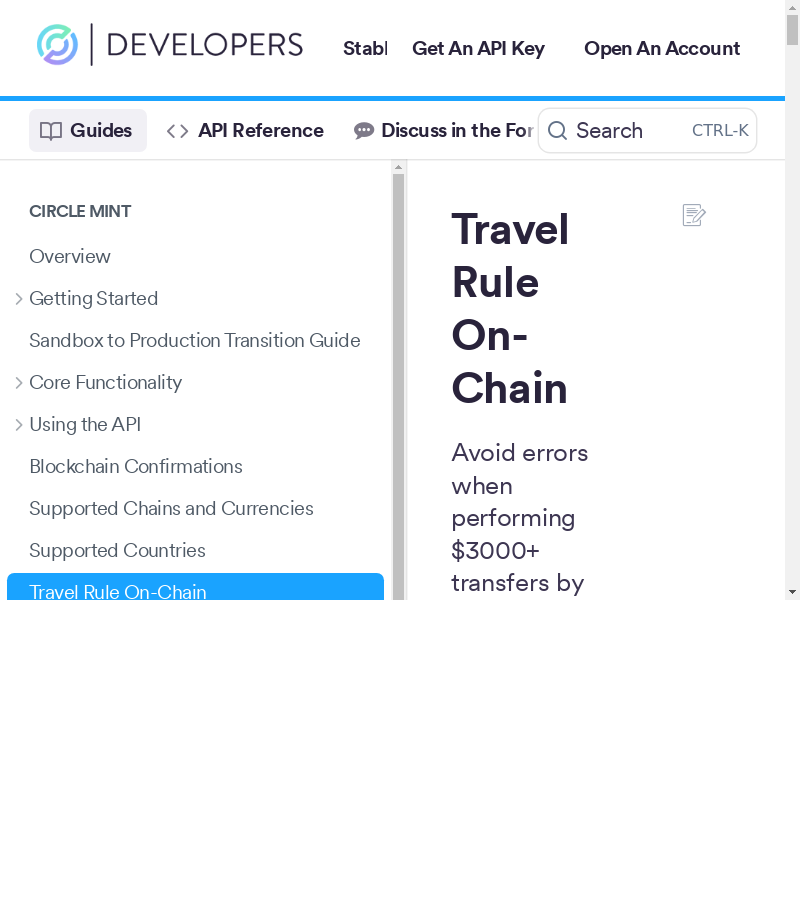 DEVELOPERS
Stabl
Get An API Key
Open An Account
Guides
API Reference
Discuss in the For
Search
CTRL-K
CIRCLE MINT
Overview
Getting Started
Sandbox to Production Transition Guide
Core Functionality
Using the API
Blockchain Confirmations
Supported Chains and Currencies
Supported Countries
Travel Rule On-Chain
Travel
Rule
On-
Chain
Avoid errors
when
performing
$3000+
transfers by